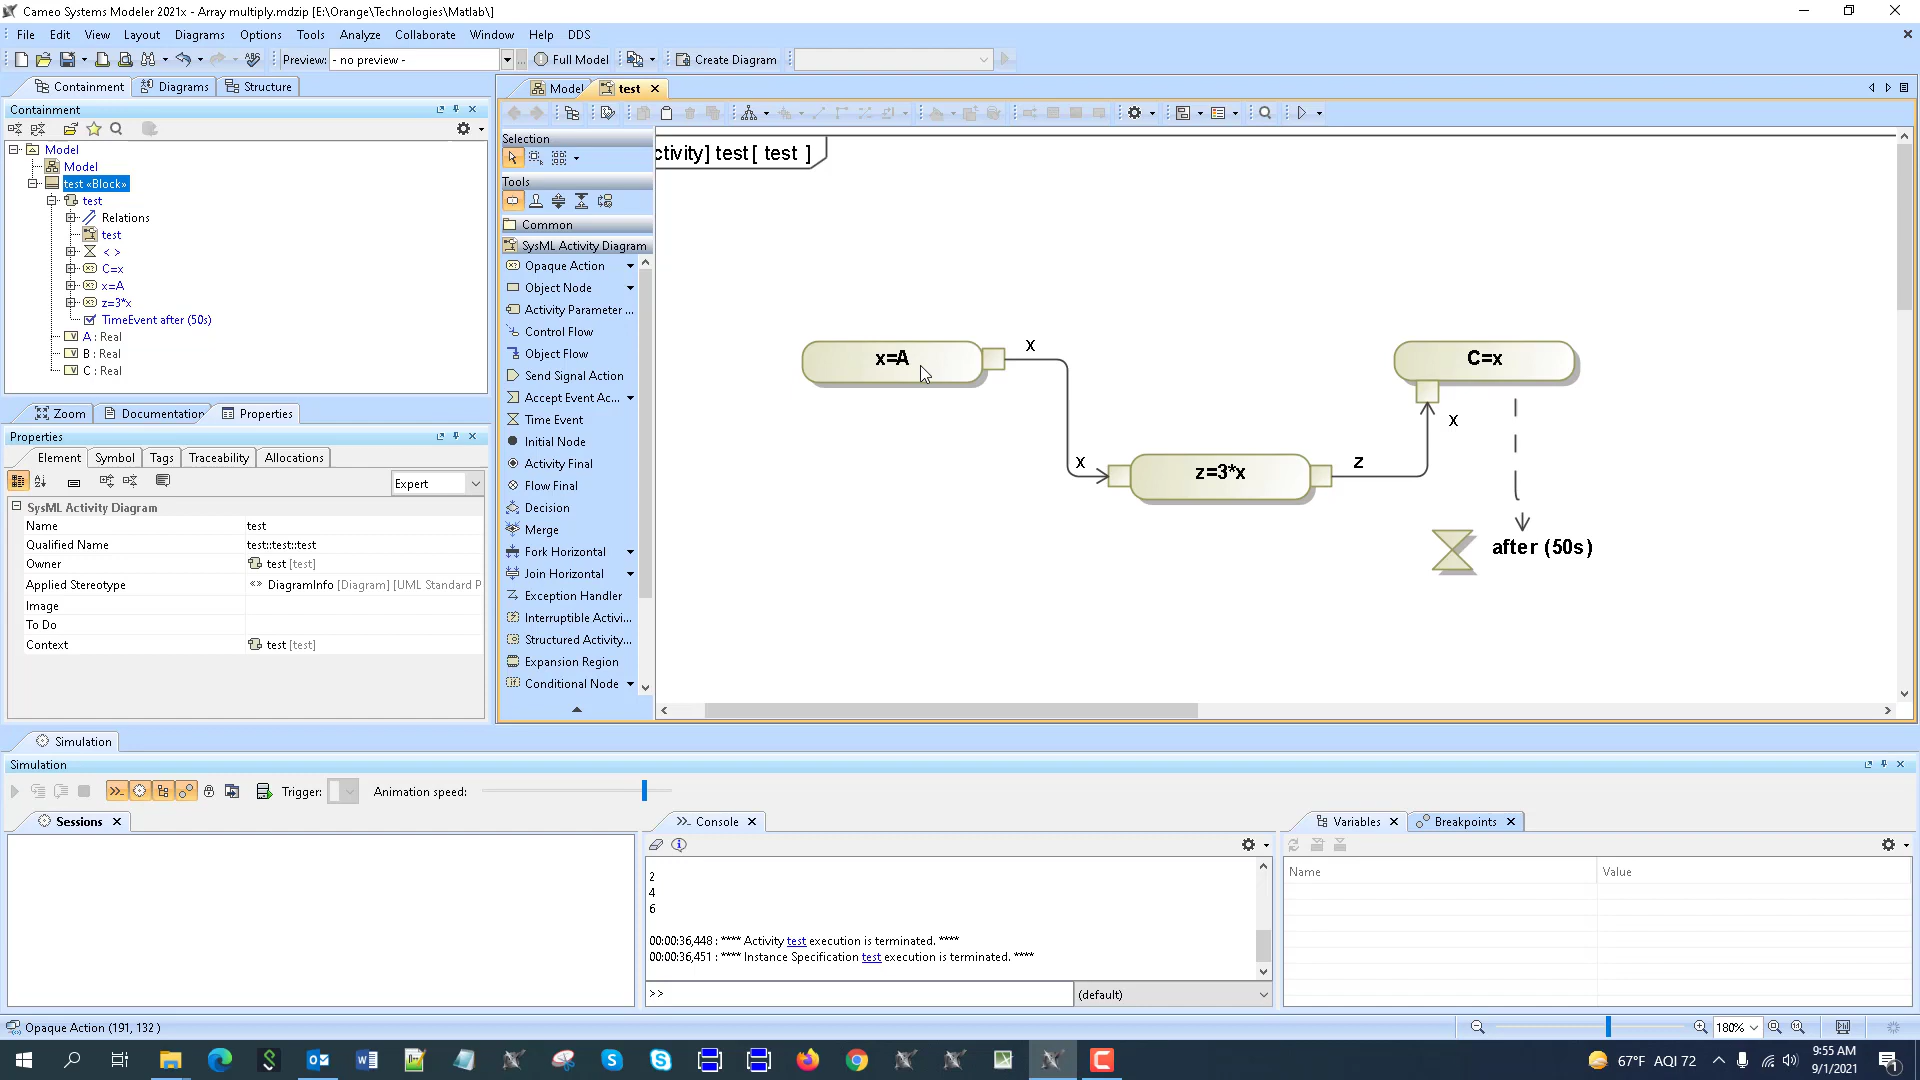 Cameo Systems Modeler 2021x - Array multiply.mdzip [E:\Orange\Technologies\Matlab\]
File Edit View Layout Diagrams Options Tools Analyze Collaborate Window Help DDS
Preview: - no preview - ... Full Model Create Diagram
Containment Diagrams Structure
Containment
Model
Model
test «Block»
test
Relations
test
< >
C=x
x=A
z=3*x
TimeEvent after (50s)
A : Real
B : Real
C : Real
Zoom Documentation Properties
Properties
Element Symbol Tags Traceability Allocations
Expert
SysML Activity Diagram
Name test
Qualified Name test::test::test
Owner test [test]
Applied Stereotype DiagramInfo [Diagram] [UML Standard P
Image
To Do
Context test [test]
Model test
Selection
Tools
Common
SysML Activity Diagram
Opaque Action
Object Node
Activity Parameter ...
Control Flow
Object Flow
Send Signal Action
Accept Event Ac...
Time Event
Initial Node
Activity Final
Flow Final
Decision
Merge
Fork Horizontal
Join Horizontal
Exception Handler
Interruptible Activi...
Structured Activity...
Expansion Region
Conditional Node
ctivity] test [ test ]
x=A
x
x
z=3*x
z
x
C=x
after (50s)
Simulation
Simulation
Trigger: Animation speed:
Sessions
Console
2
4
6
00:00:36,448 : **** Activity test execution is terminated. ****
00:00:36,451 : **** Instance Specification test execution is terminated. ****
>> (default)
Variables Breakpoints
Name Value
Opaque Action (191, 132 )
180%
67°F AQI 72
9:55 AM
9/1/2021